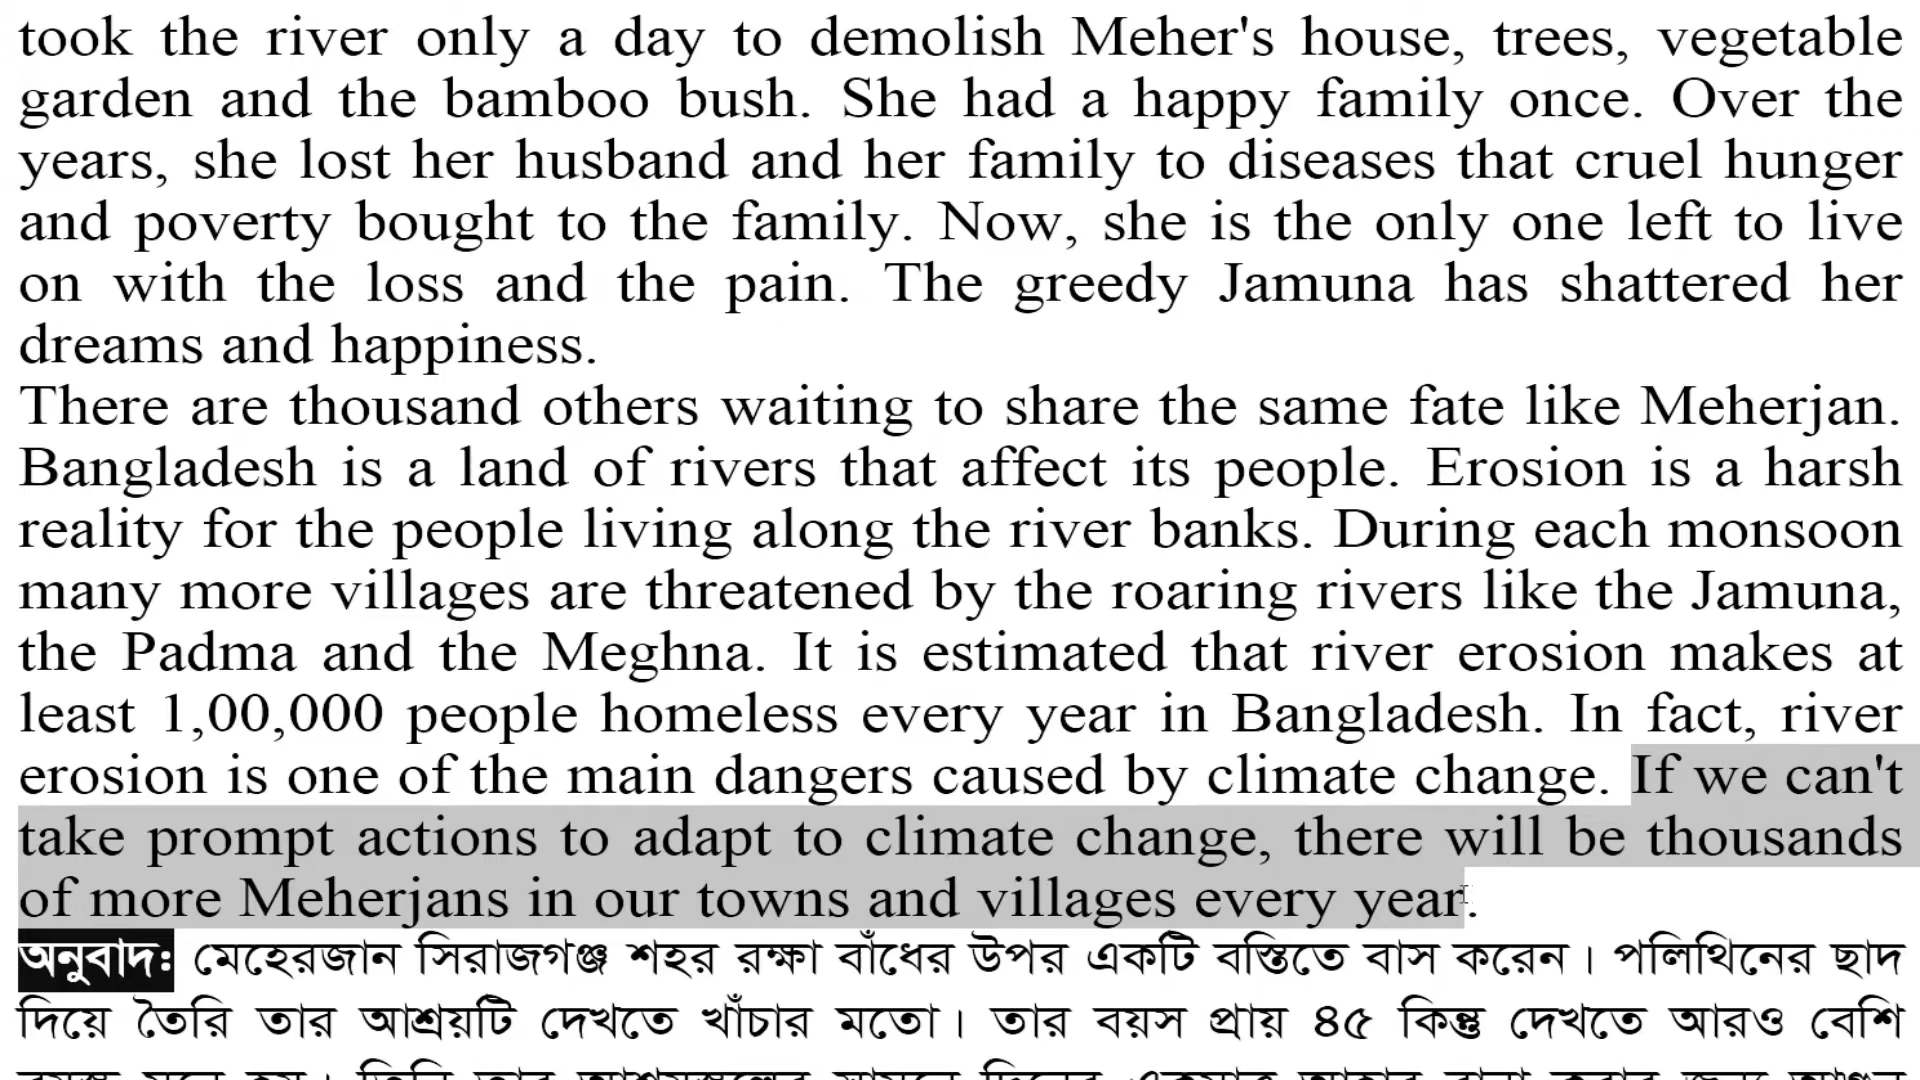 took the river only a day to demolish Meher's house, trees, vegetable
garden and the bamboo bush. She had a happy family once. Over the
years, she lost her husband and her family to diseases that cruel hunger
and poverty bought to the family. Now, she is the only one left to live
on with the loss and the pain. The greedy Jamuna has shattered her
dreams and happiness.
There are thousand others waiting to share the same fate like Meherjan.
Bangladesh is a land of rivers that affect its people. Erosion is a harsh
reality for the people living along the river banks. During each monsoon
many more villages are threatened by the roaring rivers like the Jamuna,
the Padma and the Meghna. It is estimated that river erosion makes at
least 1,00,000 people homeless every year in Bangladesh. In fact, river
erosion is one of the main dangers caused by climate change. If we can't
take prompt actions to adapt to climate change, there will be thousands
of more Meherjans in our towns and villages every year.
অনুবাদ: মেহেরজান সিরাজগঞ্জ শহর রক্ষা বাঁধের উপর একটি বস্তিতে বাস করেন। পলিথিনের ছাদ
দিয়ে তৈরি তার আশ্রয়টি দেখতে খাঁচার মতো। তার বয়স প্রায় ৪৫ কিন্তু দেখতে আরও বেশি